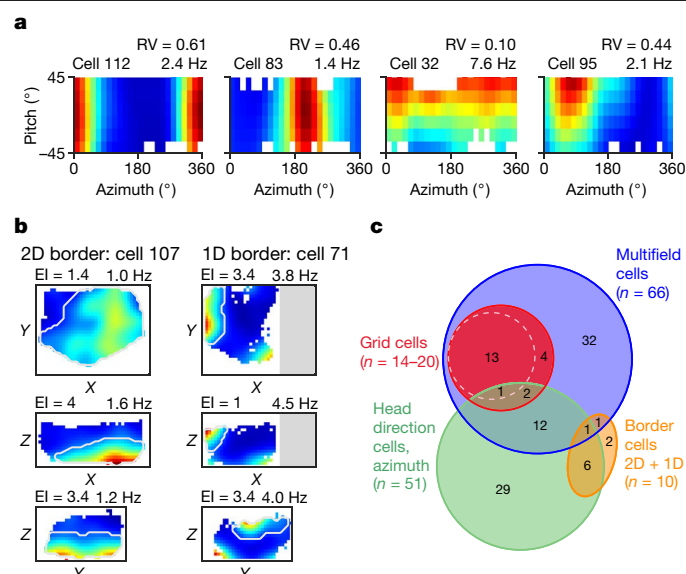 a
RV = 0.61
Cell 112 2.4 Hz
RV = 0.46
Cell 83 1.4 Hz
RV = 0.10
Cell 32 7.6 Hz
RV = 0.44
Cell 95 2.1 Hz
45
Pitch (°)
–45
0 180 360
Azimuth (°)
0 180 360
Azimuth (°)
0 180 360
Azimuth (°)
0 180 360
Azimuth (°)
b
2D border: cell 107
EI = 1.4 1.0 Hz
Y
X
EI = 4 1.6 Hz
Z
X
EI = 3.4 1.2 Hz
Z
1D border: cell 71
EI = 3.4 3.8 Hz
Y
X
EI = 1 4.5 Hz
Z
X
EI = 3.4 4.0 Hz
Z
c
Multifield
cells
(n = 66)
Grid cells
(n = 14–20)
Head
direction
cells,
azimuth
(n = 51)
Border
cells
2D + 1D
(n = 10)
32
13
4
1
2
12
1
1
2
6
29